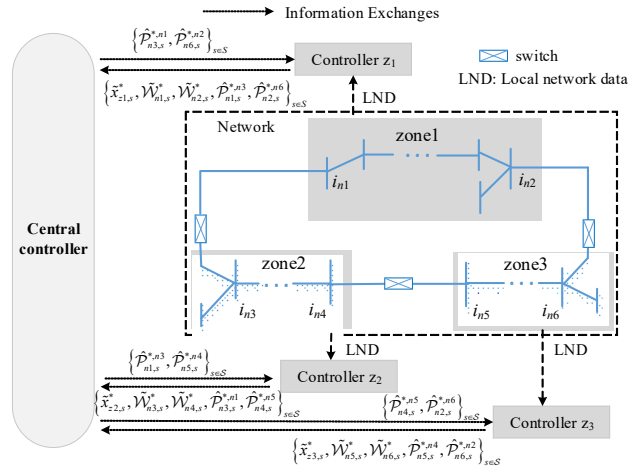 Information Exchanges
{P̂*,n1 n3,s, P̂*,n2 n6,s}s∈S
Controller z1
switch
{x̃*z1,s, W̃*n1,s, W̃*n2,s, P̂*,n3 n1,s, P̂*,n6 n2,s}s∈S
LND
LND: Local network data
Network
zone1
in1
in2
Central
controller
zone2
zone3
in3
in4
in5
in6
LND
LND
{P̂*,n3 n1,s, P̂*,n4 n5,s}s∈S
Controller z2
{x̃*z2,s, W̃*n3,s, W̃*n4,s, P̂*,n1 n3,s, P̂*,n5 n4,s}s∈S
{P̂*,n5 n4,s, P̂*,n6 n2,s}s∈S
Controller z3
{x̃*z3,s, W̃*n5,s, W̃*n6,s, P̂*,n4 n5,s, P̂*,n2 n6,s}s∈S